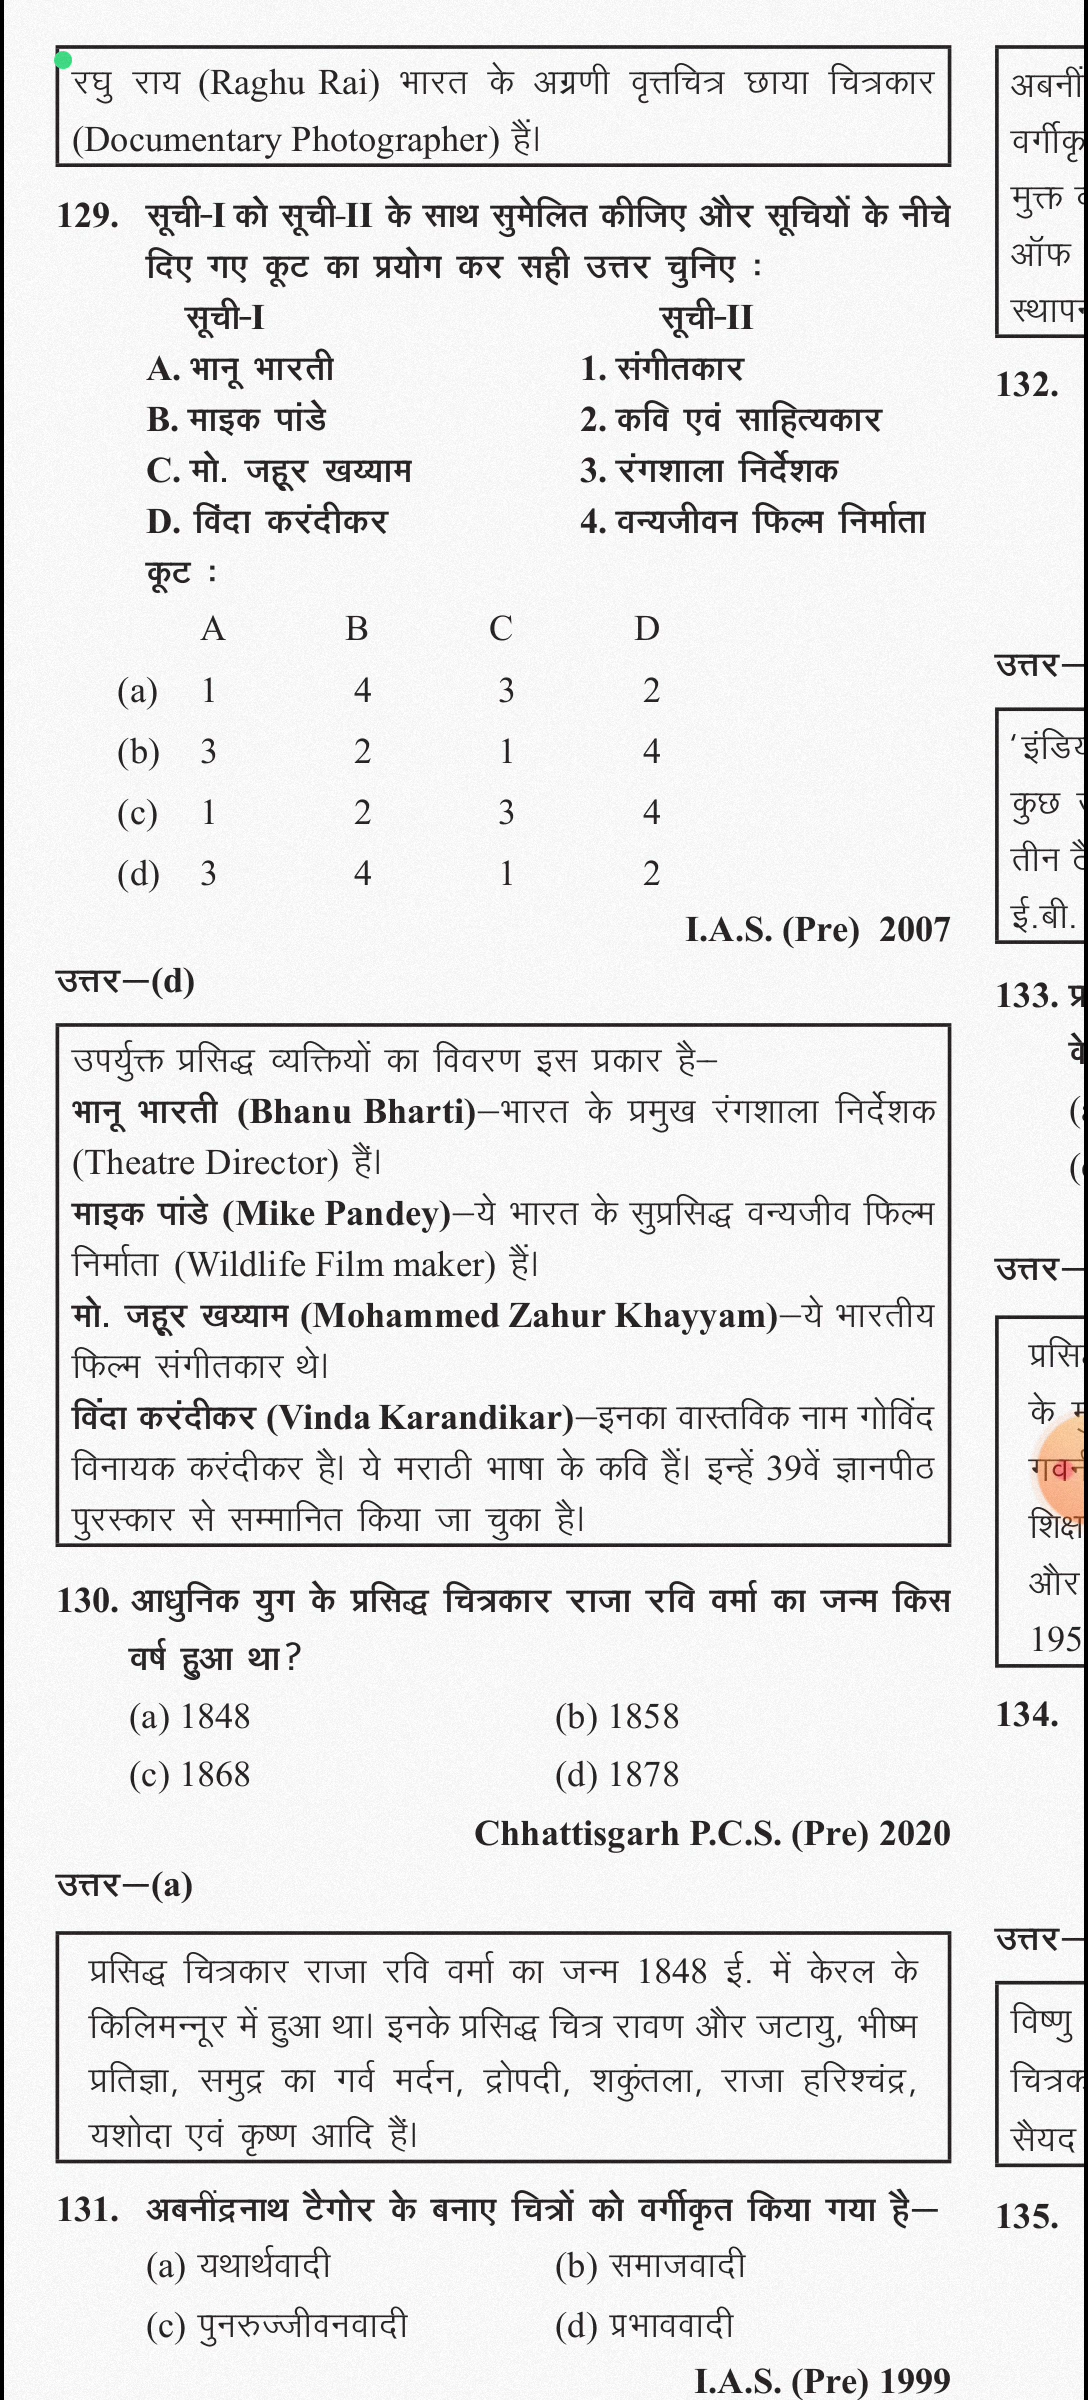 रघु राय (Raghu Rai) भारत के अग्रणी वृत्तचित्र छाया चित्रकार
(Documentary Photographer) हैं।
129. सूची-I को सूची-II के साथ सुमेलित कीजिए और सूचियों के नीचे
दिए गए कूट का प्रयोग कर सही उत्तर चुनिए :
सूची-I सूची-II
A. भानू भारती 1. संगीतकार
B. माइक पांडे 2. कवि एवं साहित्यकार
C. मो. जहूर खय्याम 3. रंगशाला निर्देशक
D. विंदा करंदीकर 4. वन्यजीवन फिल्म निर्माता
कूट :
A B C D
(a) 1 4 3 2
(b) 3 2 1 4
(c) 1 2 3 4
(d) 3 4 1 2
I.A.S. (Pre) 2007
उत्तर—(d)
उपर्युक्त प्रसिद्ध व्यक्तियों का विवरण इस प्रकार है–
भानू भारती (Bhanu Bharti)–भारत के प्रमुख रंगशाला निर्देशक
(Theatre Director) हैं।
माइक पांडे (Mike Pandey)–ये भारत के सुप्रसिद्ध वन्यजीव फिल्म
निर्माता (Wildlife Film maker) हैं।
मो. जहूर खय्याम (Mohammed Zahur Khayyam)–ये भारतीय
फिल्म संगीतकार थे।
विंदा करंदीकर (Vinda Karandikar)–इनका वास्तविक नाम गोविंद
विनायक करंदीकर है। ये मराठी भाषा के कवि हैं। इन्हें 39वें ज्ञानपीठ
पुरस्कार से सम्मानित किया जा चुका है।
130. आधुनिक युग के प्रसिद्ध चित्रकार राजा रवि वर्मा का जन्म किस
वर्ष हुआ था?
(a) 1848 (b) 1858
(c) 1868 (d) 1878
Chhattisgarh P.C.S. (Pre) 2020
उत्तर—(a)
प्रसिद्ध चित्रकार राजा रवि वर्मा का जन्म 1848 ई. में केरल के
किलिमन्नूर में हुआ था। इनके प्रसिद्ध चित्र रावण और जटायु, भीष्म
प्रतिज्ञा, समुद्र का गर्व मर्दन, द्रोपदी, शकुंतला, राजा हरिश्चंद्र,
यशोदा एवं कृष्ण आदि हैं।
131. अबनींद्रनाथ टैगोर के बनाए चित्रों को वर्गीकृत किया गया है—
(a) यथार्थवादी (b) समाजवादी
(c) पुनरुज्जीवनवादी (d) प्रभाववादी
I.A.S. (Pre) 1999
मुक्त
ऑफ
132.
उत्तर—
कुछ
तीन
ई.बी.
133.
उत्तर—
के
और
134.
उत्तर—
विष्णु
सैयद
135.